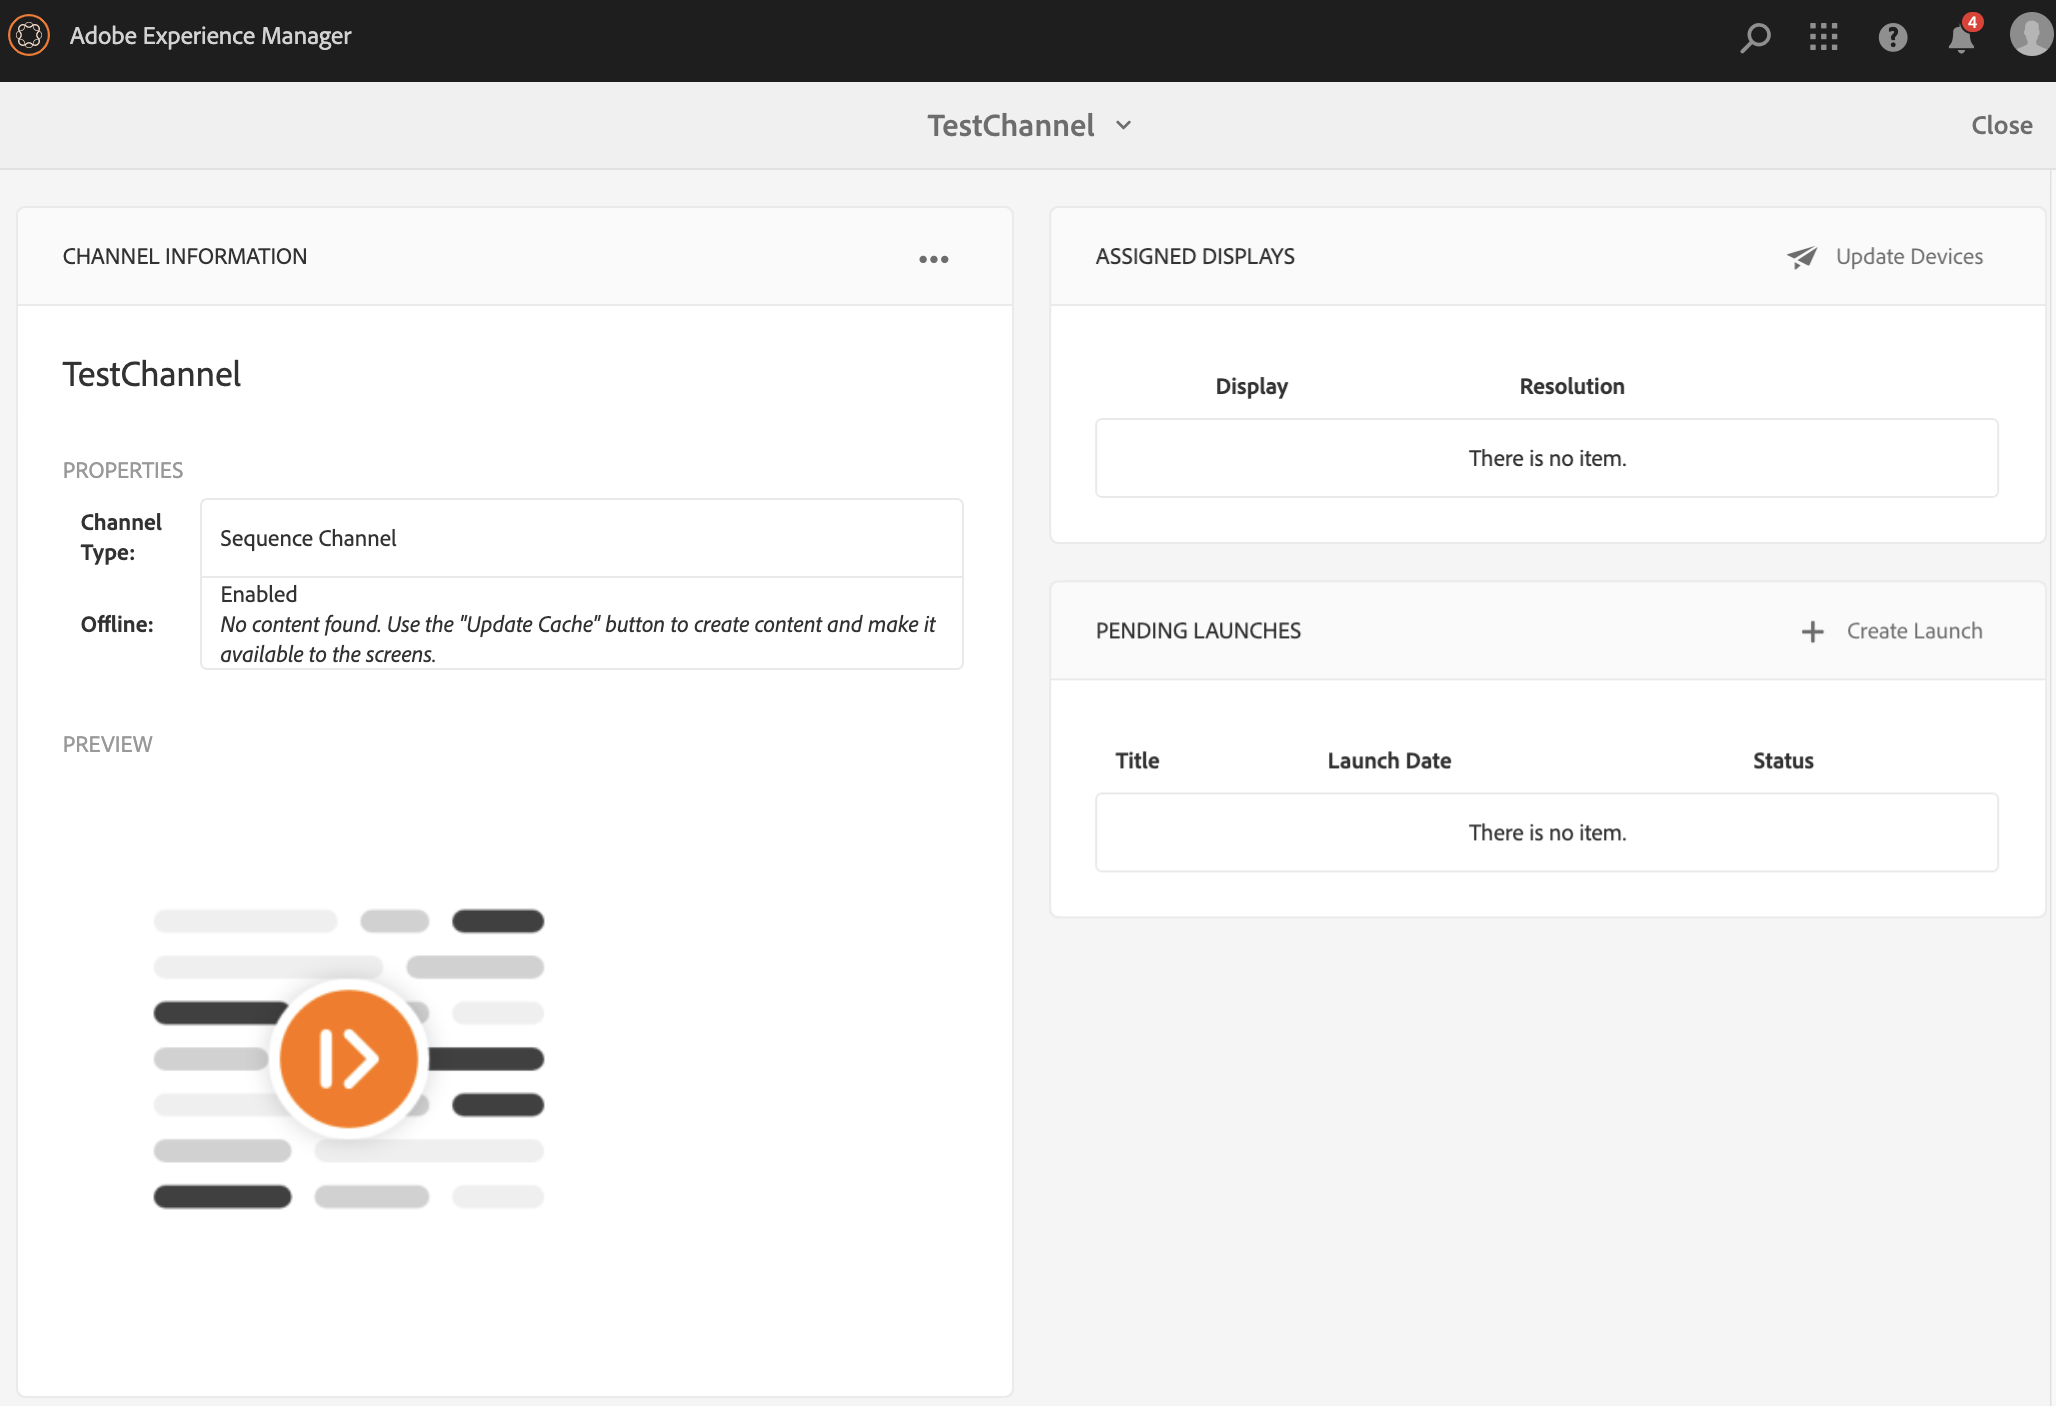 Adobe Experience Manager
4
TestChannel
Close
CHANNEL INFORMATION
TestChannel
PROPERTIES
Channel
Type:
Sequence Channel
Offline:
Enabled
No content found. Use the "Update Cache" button to create content and make it
available to the screens.
PREVIEW
ASSIGNED DISPLAYS
Update Devices
Display Resolution
There is no item.
PENDING LAUNCHES
Create Launch
Title Launch Date Status
There is no item.